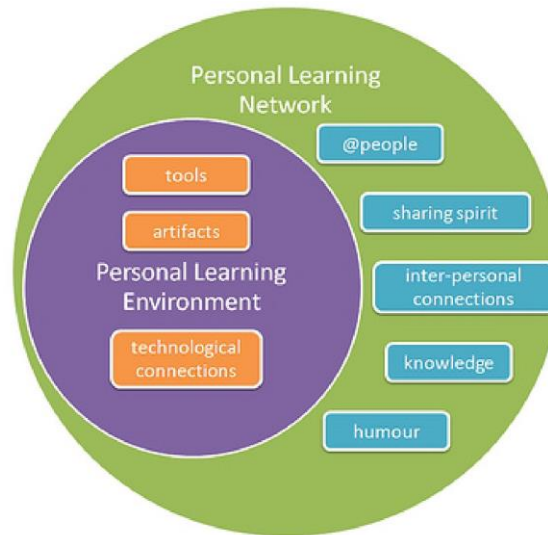 Personal Learning
Network
@people
tools
sharing spirit
artifacts
Personal Learning
Environment
inter-personal
connections
technological
connections
knowledge
humour